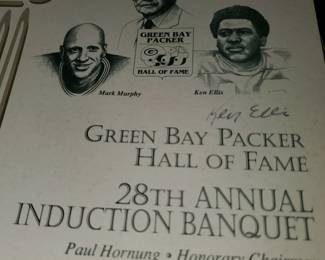 GREEN BAY
PACKER
HALL OF FAME
Mark Murphy
Ken Ellis
Ken Ellis
GREEN BAY PACKER
HALL OF FAME
28TH ANNUAL
INDUCTION BANQUET
Paul Hornung • Honorary Chairman